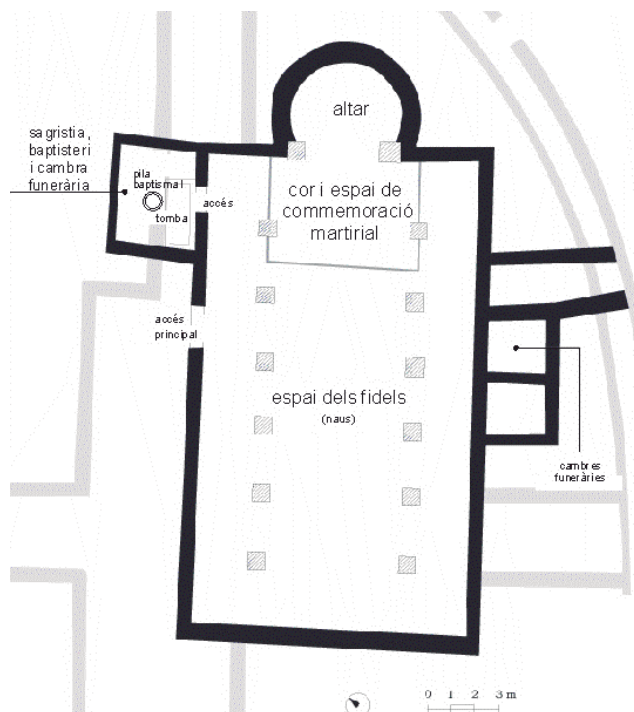 altar
sagristia,
baptisteri
i cambra
funerària
pila
baptismal
tomba
accés
cor i espai de
commemoració
martirial
accés
principal
espai dels fidels
(naus)
cambres
funeràries
0 1 2 3 m